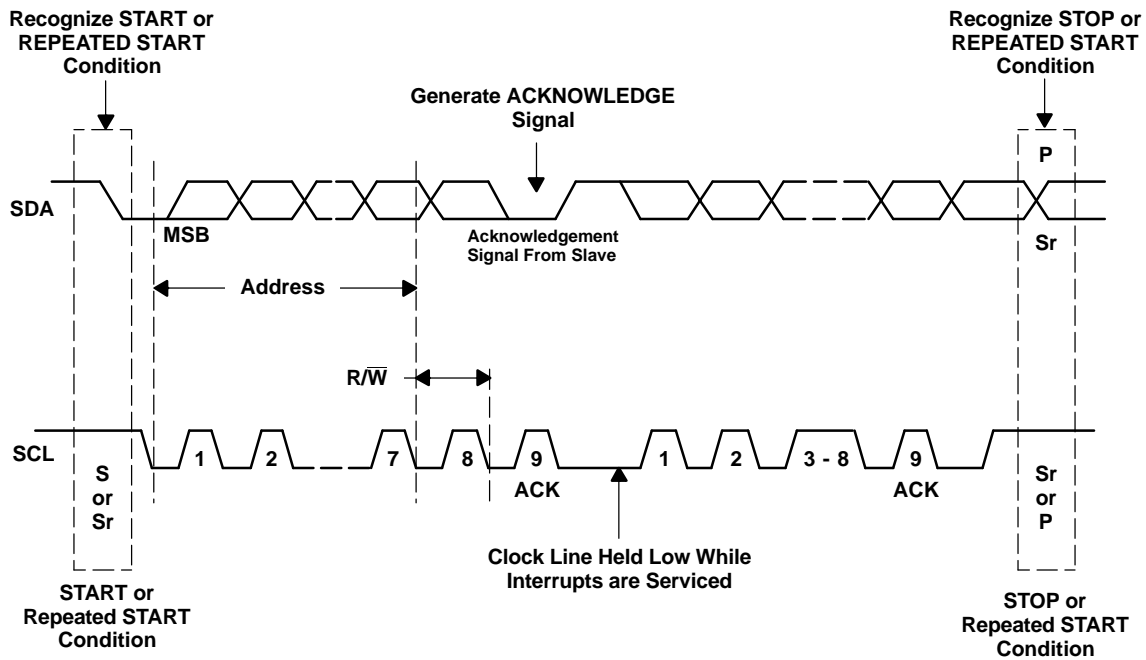 Recognize START or
REPEATED START
Condition
Recognize STOP or
REPEATED START
Condition
Generate ACKNOWLEDGE
Signal
P
SDA
MSB
Acknowledgement
Signal From Slave
Sr
Address
R/W̅
SCL
1
2
7
8
9
1
2
3 - 8
9
ACK
ACK
S
or
Sr
Sr
or
P
Clock Line Held Low While
Interrupts are Serviced
START or
Repeated START
Condition
STOP or
Repeated START
Condition